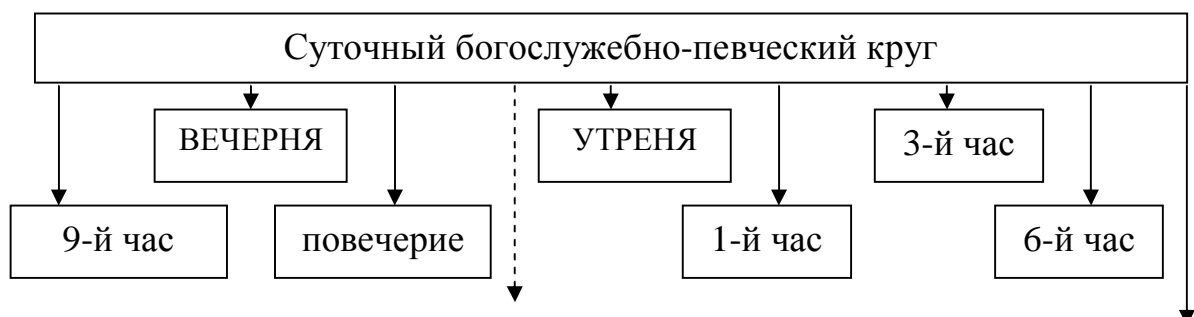 Суточный богослужебно-певческий круг
ВЕЧЕРНЯ
УТРЕНЯ
3-й час
9-й час
повечерие
1-й час
6-й час